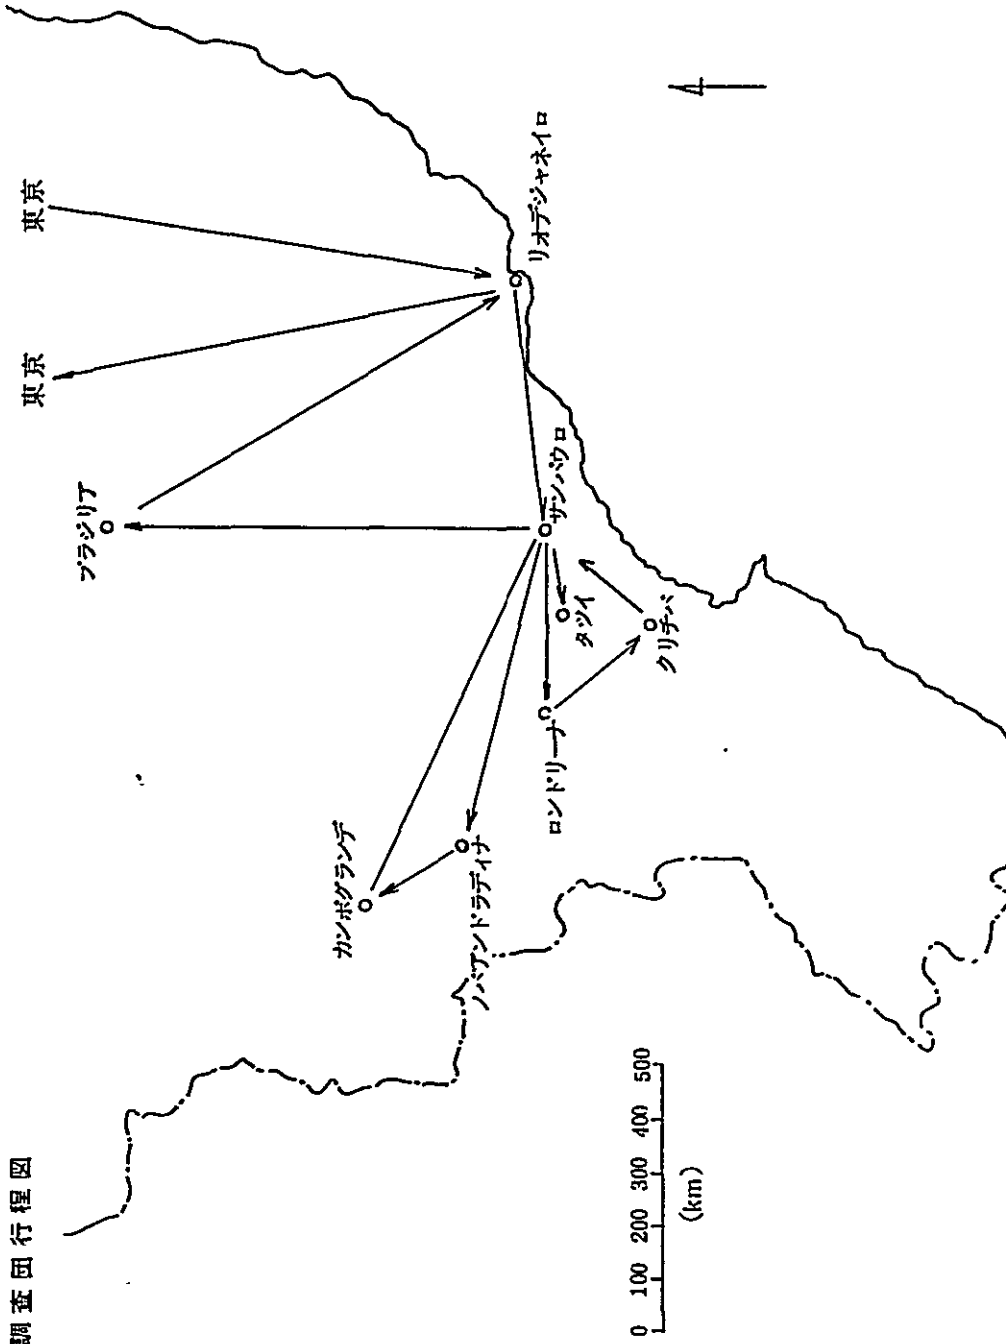 調査団行程図
東京
東京
ブラジリア
リオデジャネイロ
サンパウロ
タツイ
クリチバ
ロンドリーナ
カンポグランデ
ノバアンドラディナ
0 100 200 300 400 500
(km)